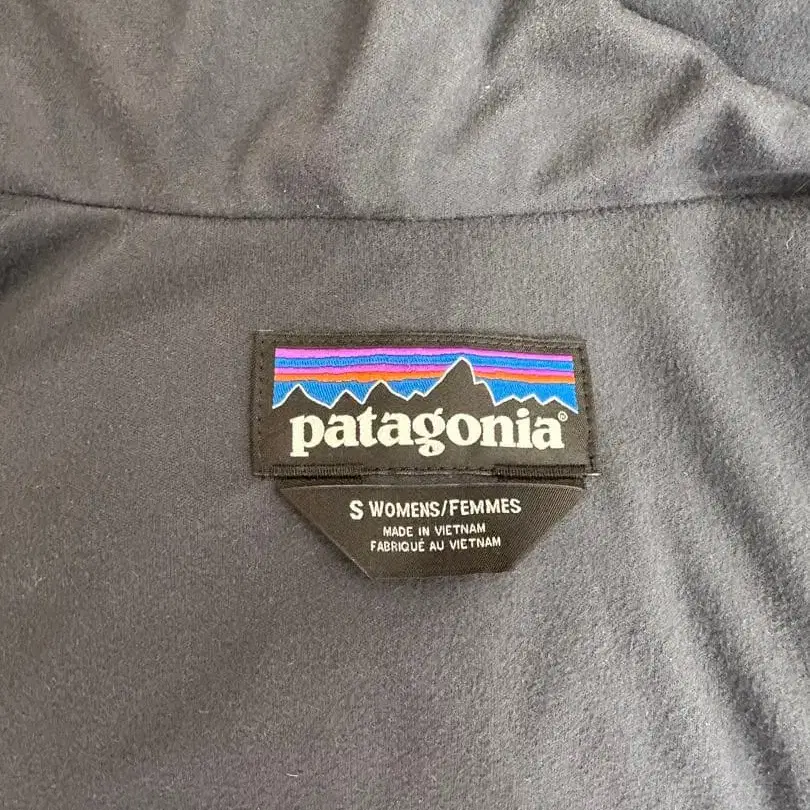 patagonia®
S WOMENS/FEMMES
MADE IN VIETNAM
FABRIQUÉ AU VIETNAM